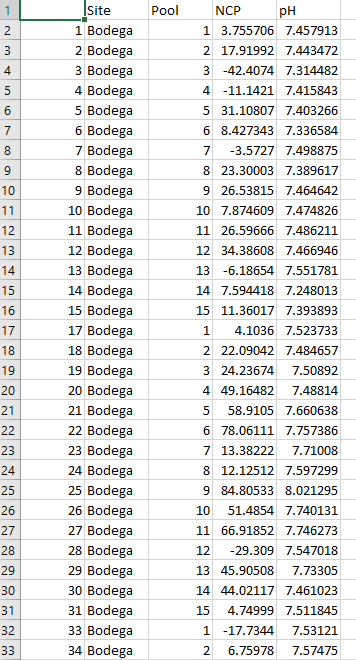 1 Site Pool NCP pH
2 1 Bodega 1 3.755706 7.457913
3 2 Bodega 2 17.91992 7.443472
4 3 Bodega 3 -42.4074 7.314482
5 4 Bodega 4 -11.1421 7.415843
6 5 Bodega 5 31.10807 7.403266
7 6 Bodega 6 8.427343 7.336584
8 7 Bodega 7 -3.5727 7.498875
9 8 Bodega 8 23.30003 7.389617
10 9 Bodega 9 26.53815 7.464642
11 10 Bodega 10 7.874609 7.474826
12 11 Bodega 11 26.59666 7.486211
13 12 Bodega 12 34.38608 7.466946
14 13 Bodega 13 -6.18654 7.551781
15 14 Bodega 14 7.594418 7.248013
16 15 Bodega 15 11.36017 7.393893
17 17 Bodega 1 4.1036 7.523733
18 18 Bodega 2 22.09042 7.484657
19 19 Bodega 3 24.23674 7.50892
20 20 Bodega 4 49.16482 7.48814
21 21 Bodega 5 58.9105 7.660638
22 22 Bodega 6 78.06111 7.757386
23 23 Bodega 7 13.38222 7.71008
24 24 Bodega 8 12.12512 7.597299
25 25 Bodega 9 84.80533 8.021295
26 26 Bodega 10 51.4854 7.740131
27 27 Bodega 11 66.91852 7.746273
28 28 Bodega 12 -29.309 7.547018
29 29 Bodega 13 45.90508 7.73305
30 30 Bodega 14 44.02117 7.461023
31 31 Bodega 15 4.74999 7.511845
32 33 Bodega 1 -17.7344 7.53121
33 34 Bodega 2 6.75978 7.57475